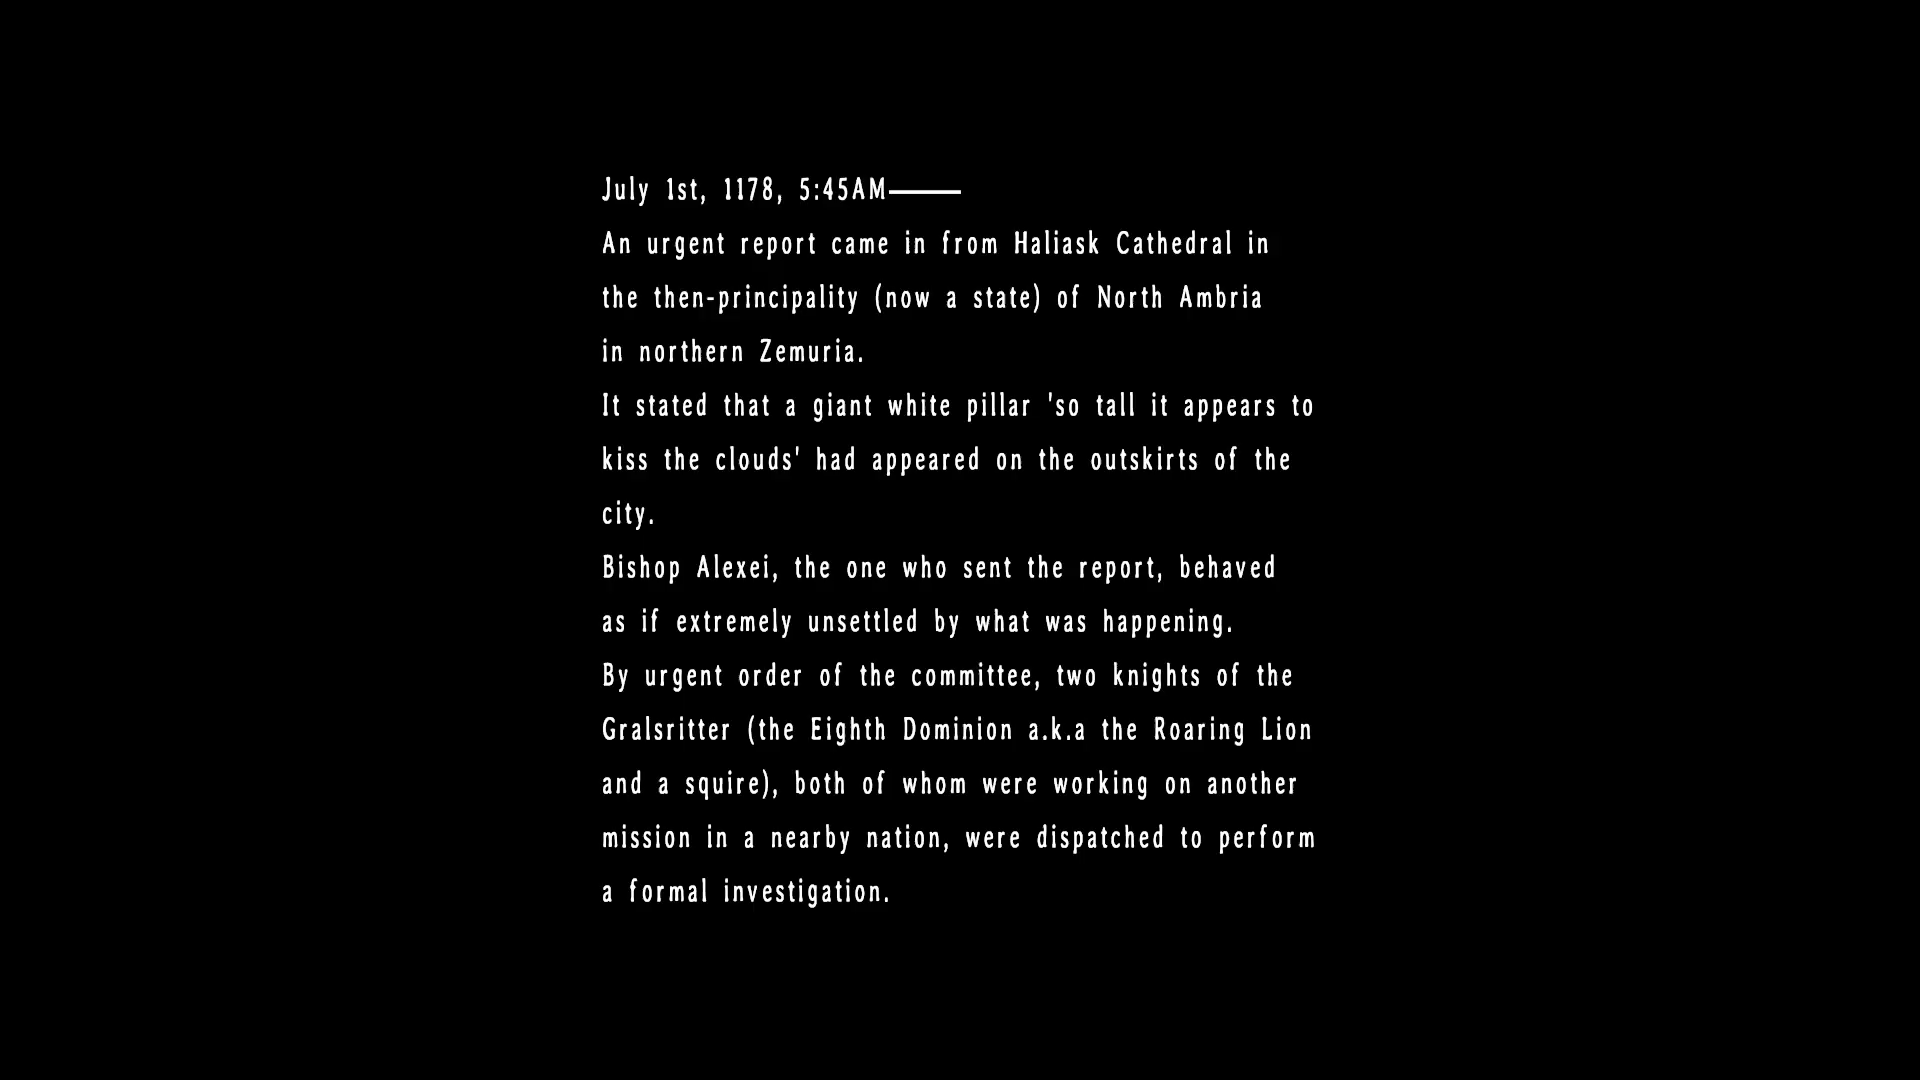 July 1st, 1178, 5:45AM———
An urgent report came in from Haliask Cathedral in
the then-principality (now a state) of North Ambria
in northern Zemuria.
It stated that a giant white pillar 'so tall it appears to
kiss the clouds' had appeared on the outskirts of the
city.
Bishop Alexei, the one who sent the report, behaved
as if extremely unsettled by what was happening.
By urgent order of the committee, two knights of the
Gralsritter (the Eighth Dominion a.k.a the Roaring Lion
and a squire), both of whom were working on another
mission in a nearby nation, were dispatched to perform
a formal investigation.